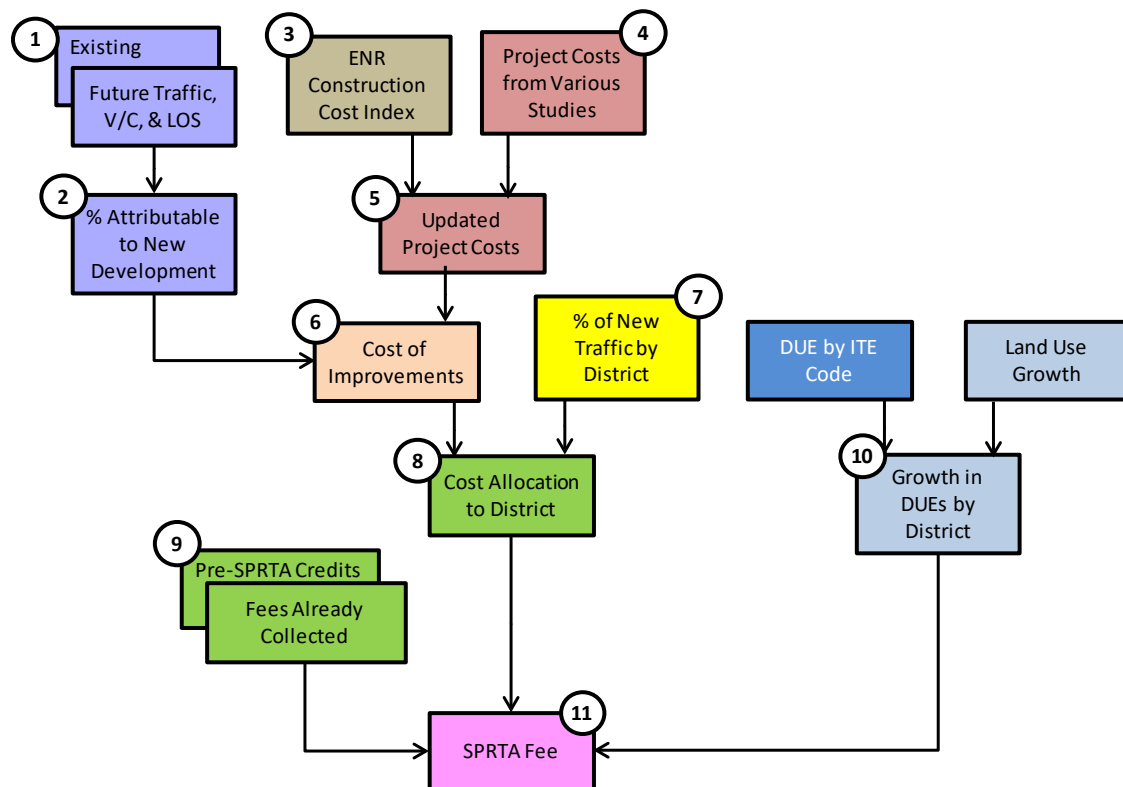 1
Existing
Future Traffic,
V/C, & LOS
3
ENR
Construction
Cost Index
4
Project Costs
from Various
Studies
2
% Attributable
to New
Development
5
Updated
Project Costs
6
Cost of
Improvements
7
% of New
Traffic by
District
DUE by ITE
Code
Land Use
Growth
8
Cost Allocation
to District
10
Growth in
DUEs by
District
9
Pre-SPRTA Credits
Fees Already
Collected
11
SPRTA Fee